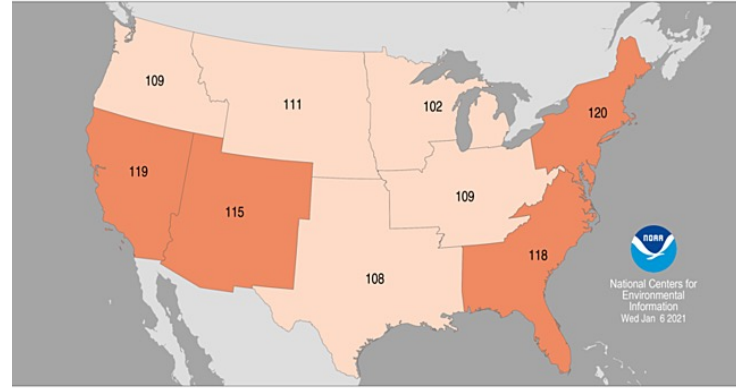 109
111
102
120
119
115
109
118
108
NOAA
National Centers for
Environmental
Information
Wed Jan 6 2021